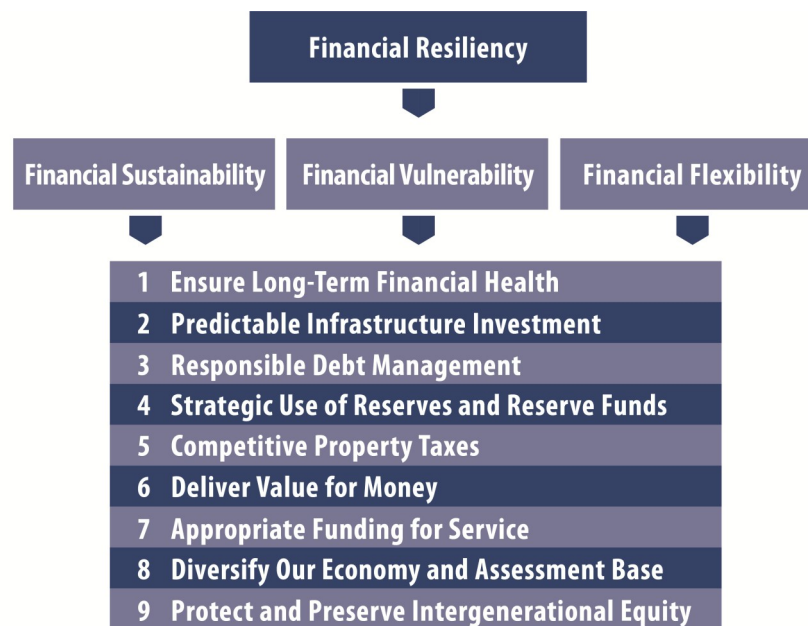 Financial Resiliency
Financial Sustainability
Financial Vulnerability
Financial Flexibility
1 Ensure Long-Term Financial Health
2 Predictable Infrastructure Investment
3 Responsible Debt Management
4 Strategic Use of Reserves and Reserve Funds
5 Competitive Property Taxes
6 Deliver Value for Money
7 Appropriate Funding for Service
8 Diversify Our Economy and Assessment Base
9 Protect and Preserve Intergenerational Equity